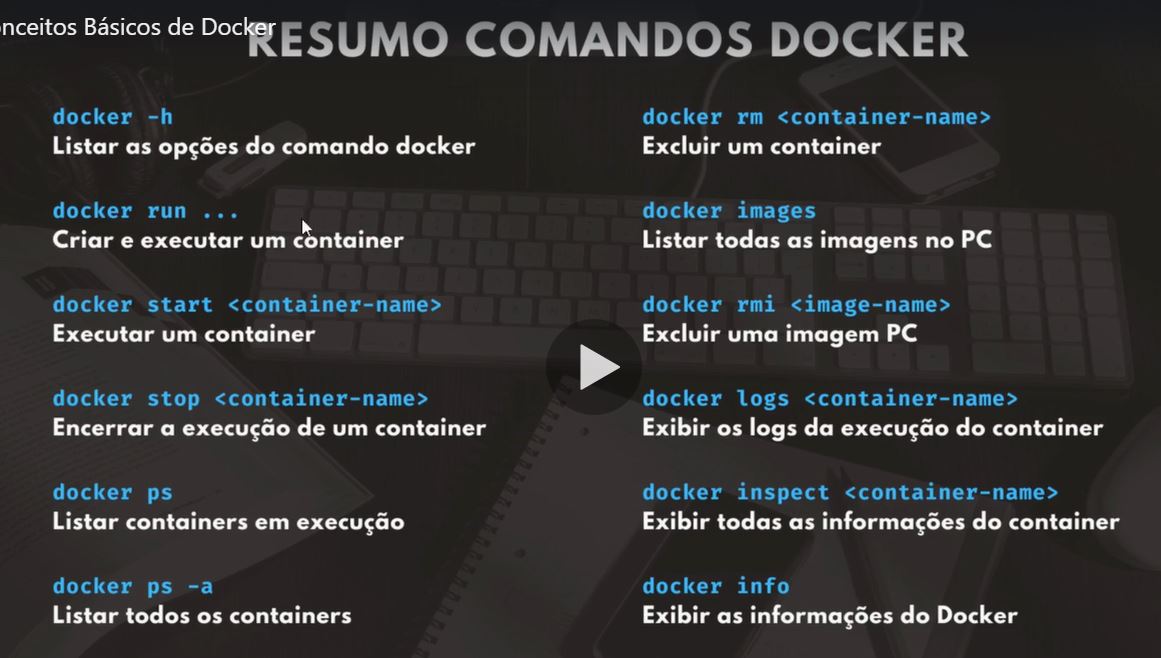 onceitos Básicos de Docker
RESUMO COMANDOS DOCKER
docker -h
Listar as opções do comando docker
docker run ...
Criar e executar um container
docker start <container-name>
Executar um container
docker stop <container-name>
Encerrar a execução de um container
docker ps
Listar containers em execução
docker ps -a
Listar todos os containers
docker rm <container-name>
Excluir um container
docker images
Listar todas as imagens no PC
docker rmi <image-name>
Excluir uma imagem PC
docker logs <container-name>
Exibir os logs da execução do container
docker inspect <container-name>
Exibir todas as informações do container
docker info
Exibir as informações do Docker